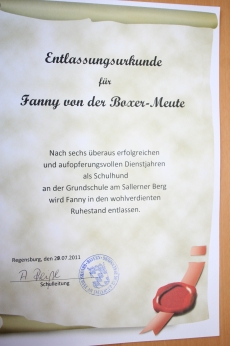 Entlassungsurkunde
für
Fanny von der Boxer-Meute
Nach sechs überaus erfolgreichen
und aufopferungsvollen Dienstjahren
als Schulhund
an der Grundschule am Sallerner Berg
wird Fanny in den wohlverdienten
Ruhestand entlassen.
Regensburg, den 28.07.2011
Schulleitung